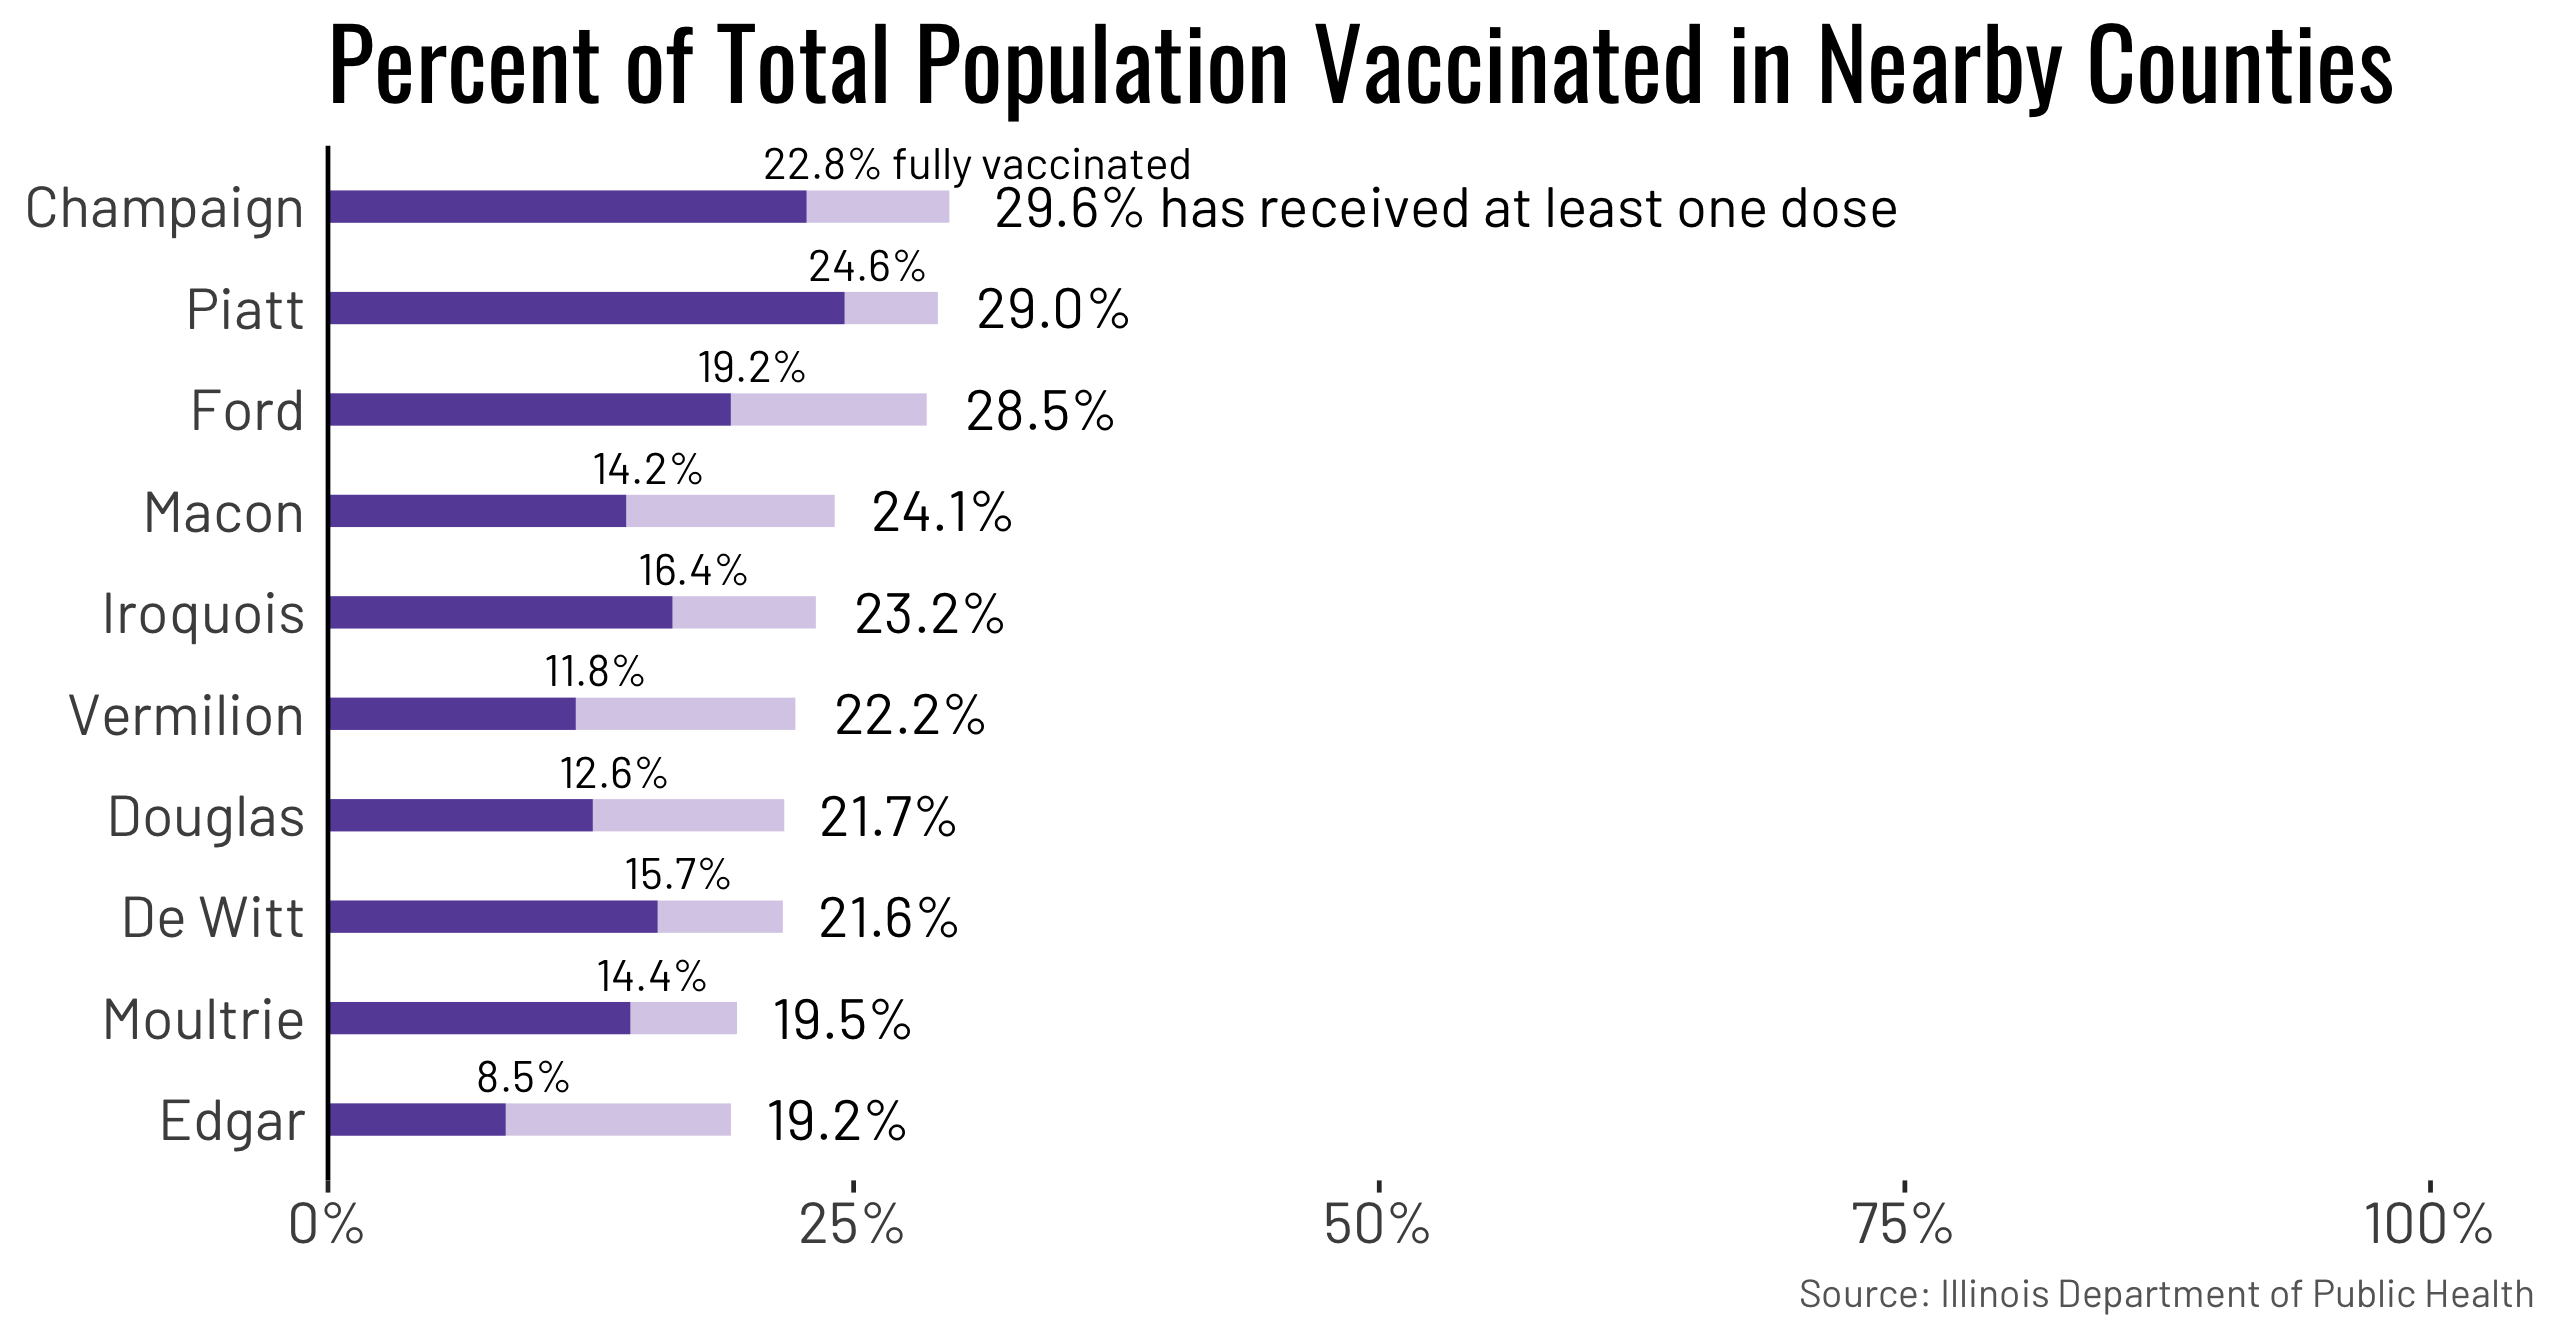 Percent of Total Population Vaccinated in Nearby Counties
22.8% fully vaccinated
Champaign 29.6% has received at least one dose
24.6%
Piatt 29.0%
19.2%
Ford 28.5%
14.2%
Macon 24.1%
16.4%
Iroquois 23.2%
11.8%
Vermilion 22.2%
12.6%
Douglas 21.7%
15.7%
De Witt 21.6%
14.4%
Moultrie 19.5%
8.5%
Edgar 19.2%
0% 25% 50% 75% 100%
Source: Illinois Department of Public Health